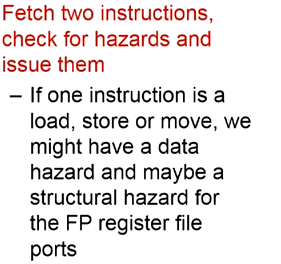 Fetch two instructions,
check for hazards and
issue them
– If one instruction is a
load, store or move, we
might have a data
hazard and maybe a
structural hazard for
the FP register file
ports